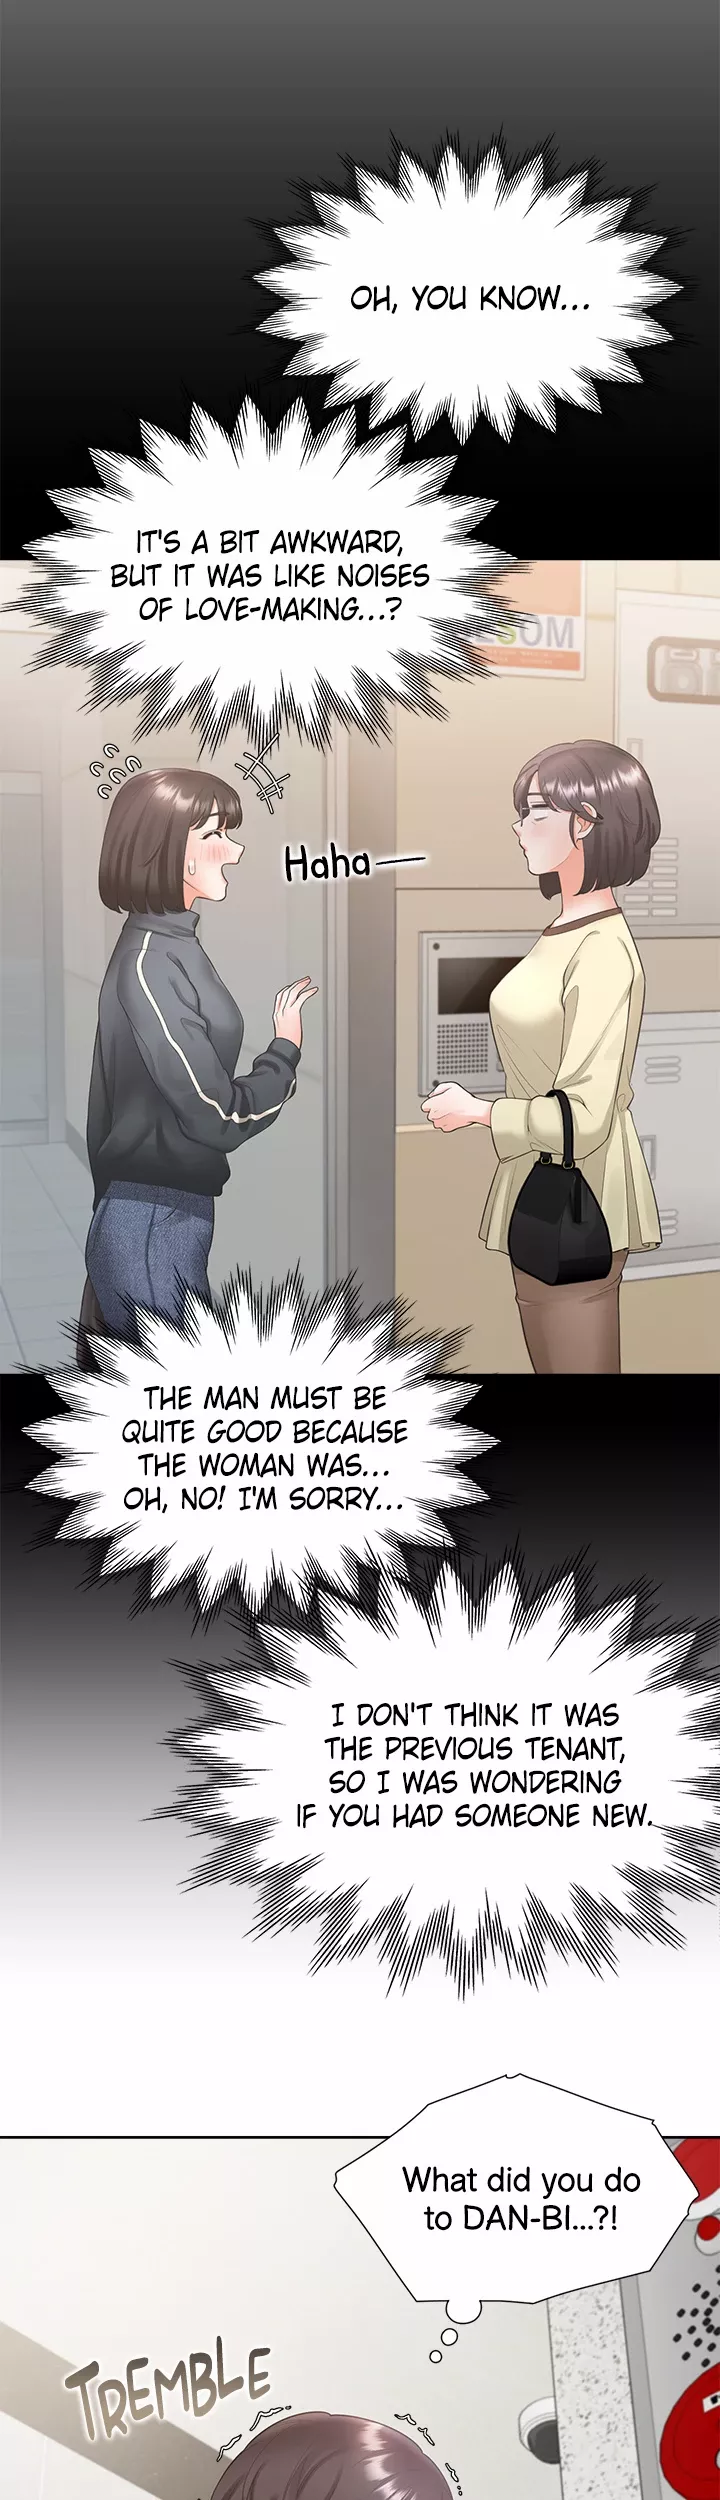 OH, YOU KNOW...
IT'S A BIT AWKWARD,
BUT IT WAS LIKE NOISES
OF LOVE-MAKING...?
SOM
Haha
THE MAN MUST BE
QUITE GOOD BECAUSE
THE WOMAN WAS...
OH, NO! I'M SORRY...
I DON'T THINK IT WAS
THE PREVIOUS TENANT,
SO I WAS WONDERING
IF YOU HAD SOMEONE NEW.
What did you do
to DAN-BI...?!
TREMBLE